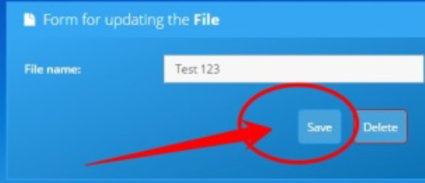 Form for updating the File
File name: Test 123
Save Delete